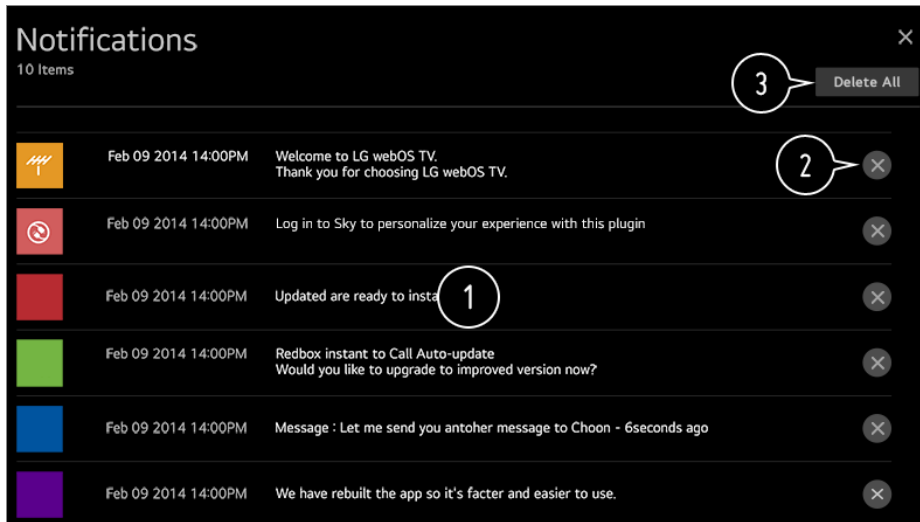 Notifications
10 Items
3
Delete All
Feb 09 2014 14:00PM
Welcome to LG webOS TV.
Thank you for choosing LG webOS TV.
2
Feb 09 2014 14:00PM
Log in to Sky to personalize your experience with this plugin
Feb 09 2014 14:00PM
Updated are ready to insta
1
Feb 09 2014 14:00PM
Redbox instant to Call Auto-update
Would you like to upgrade to improved version now?
Feb 09 2014 14:00PM
Message : Let me send you antoher message to Choon - 6seconds ago
Feb 09 2014 14:00PM
We have rebuilt the app so it's facter and easier to use.